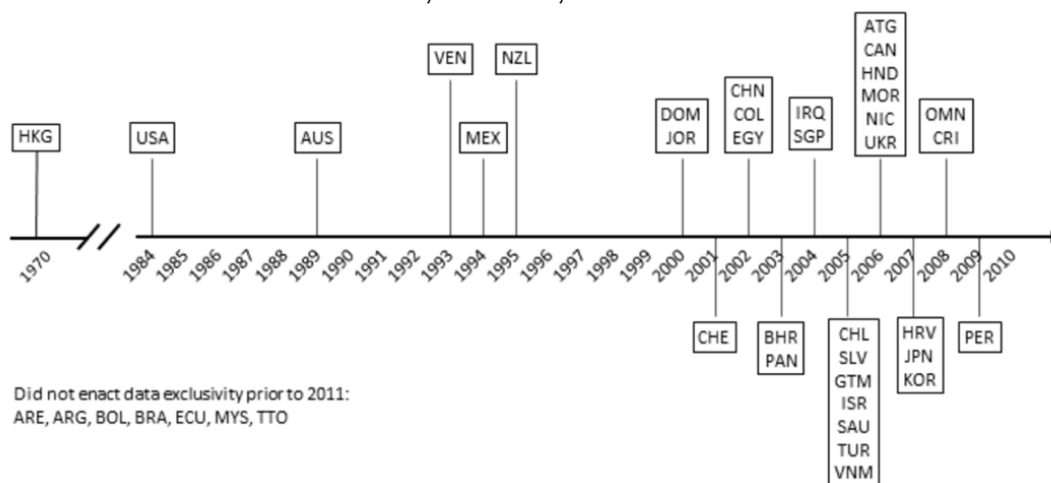 VEN
NZL
ATG
CAN
HND
MOR
NIC
UKR
CHN
COL
EGY
DOM
JOR
IRQ
SGP
OMN
CRI
HKG
USA
AUS
MEX
1970
1984
1985
1986
1987
1988
1989
1990
1991
1992
1993
1994
1995
1996
1997
1998
1999
2000
2001
2002
2003
2004
2005
2006
2007
2008
2009
2010
CHE
BHR
PAN
CHL
SLV
GTM
ISR
SAU
TUR
VNM
HRV
JPN
KOR
PER
Did not enact data exclusivity prior to 2011:
ARE, ARG, BOL, BRA, ECU, MYS, TTO